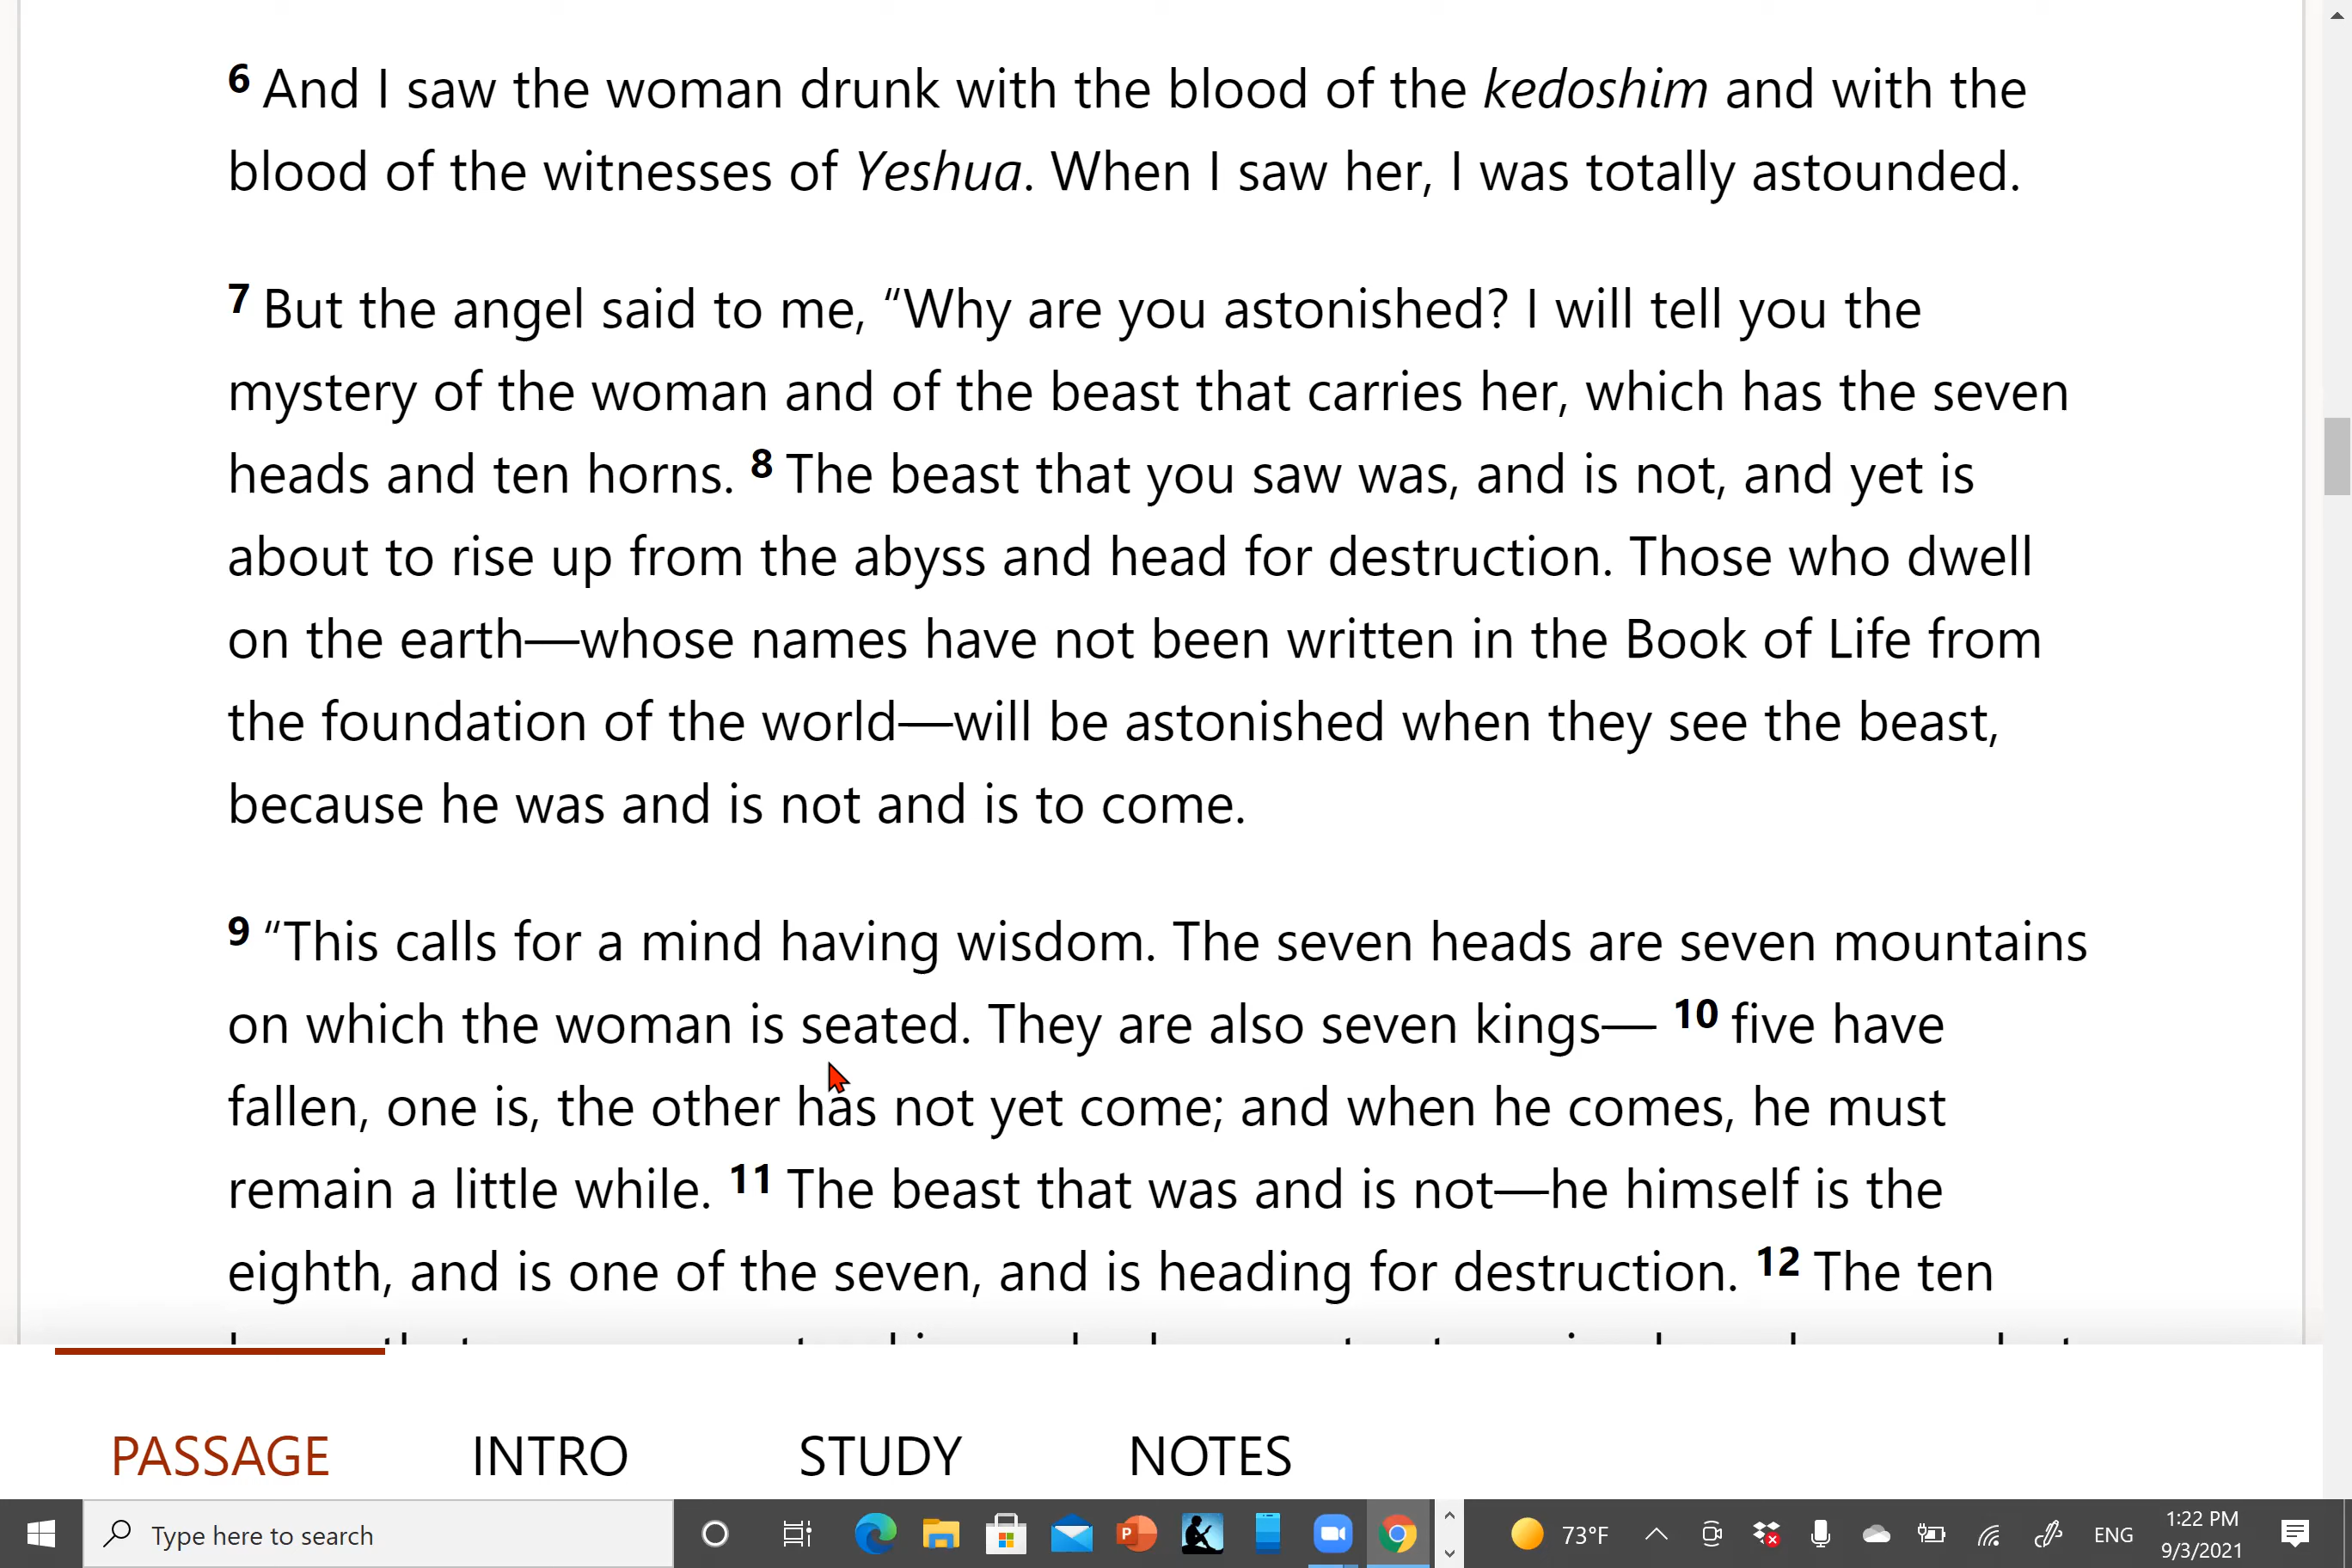 6 And I saw the woman drunk with the blood of the kedoshim and with the
blood of the witnesses of Yeshua. When I saw her, I was totally astounded.
7 But the angel said to me, “Why are you astonished? I will tell you the
mystery of the woman and of the beast that carries her, which has the seven
heads and ten horns. 8 The beast that you saw was, and is not, and yet is
about to rise up from the abyss and head for destruction. Those who dwell
on the earth—whose names have not been written in the Book of Life from
the foundation of the world—will be astonished when they see the beast,
because he was and is not and is to come.
9 “This calls for a mind having wisdom. The seven heads are seven mountains
on which the woman is seated. They are also seven kings— 10 five have
fallen, one is, the other has not yet come; and when he comes, he must
remain a little while. 11 The beast that was and is not—he himself is the
eighth, and is one of the seven, and is heading for destruction. 12 The ten
PASSAGE INTRO STUDY NOTES
Type here to search
P
73°F
ENG
1:22 PM
9/3/2021